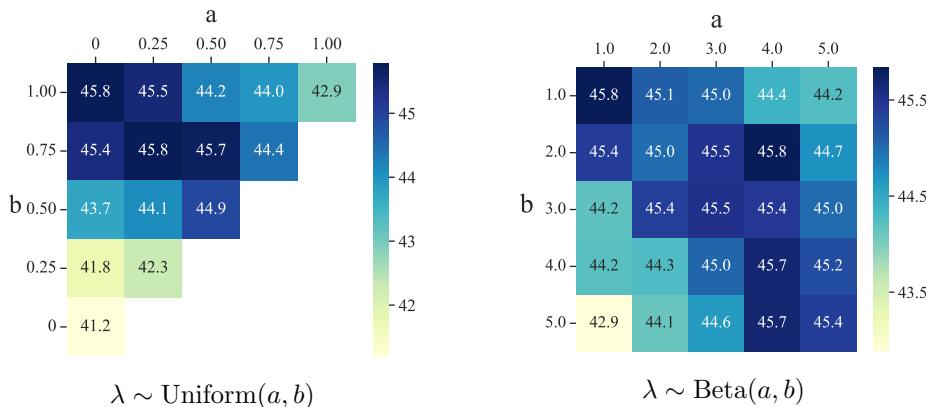 a
0 0.25 0.50 0.75 1.00
1.00 45.8 45.5 44.2 44.0 42.9
0.75 45.4 45.8 45.7 44.4
b 0.50 43.7 44.1 44.9
0.25 41.8 42.3
0 41.2
45
44
43
42
λ ∼ Uniform(a, b)
a
1.0 2.0 3.0 4.0 5.0
1.0 45.8 45.1 45.0 44.4 44.2
2.0 45.4 45.0 45.5 45.8 44.7
b 3.0 44.2 45.4 45.5 45.4 45.0
4.0 44.2 44.3 45.0 45.7 45.2
5.0 42.9 44.1 44.6 45.7 45.4
45.5
44.5
43.5
λ ∼ Beta(a, b)